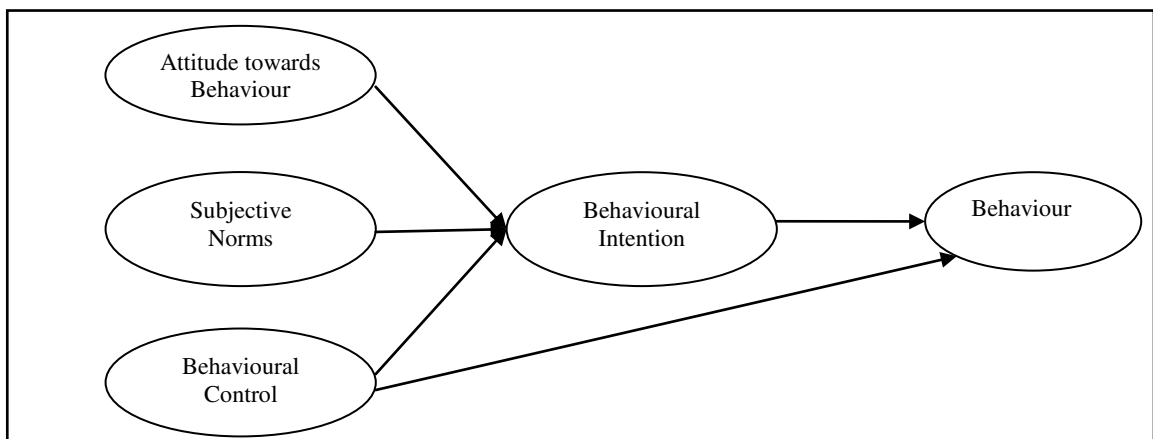 Attitude towards
Behaviour
Subjective
Norms
Behavioural
Intention
Behaviour
Behavioural
Control